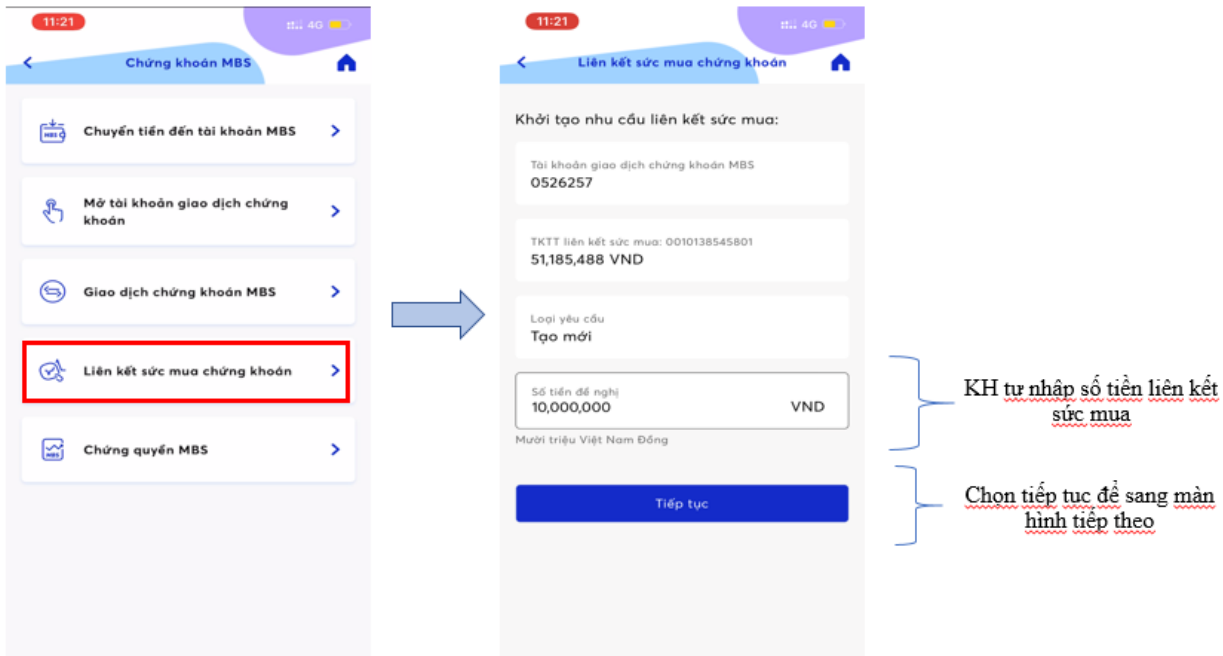 11:21
4G
Chứng khoán MBS
Chuyển tiền đến tài khoản MBS
Mở tài khoản giao dịch chứng
khoán
Giao dịch chứng khoán MBS
Liên kết sức mua chứng khoán
Chứng quyền MBS
11:21
4G
Liên kết sức mua chứng khoán
Khởi tạo nhu cầu liên kết sức mua:
Tài khoản giao dịch chứng khoán MBS
0526257
TKTT liên kết sức mua: 0010138545801
51,185,488 VND
Loại yêu cầu
Tạo mới
Số tiền đề nghị
10,000,000 VND
Mười triệu Việt Nam Đồng
Tiếp tục
KH tự nhập số tiền liên kết
sức mua
Chọn tiếp tục để sang màn
hình tiếp theo